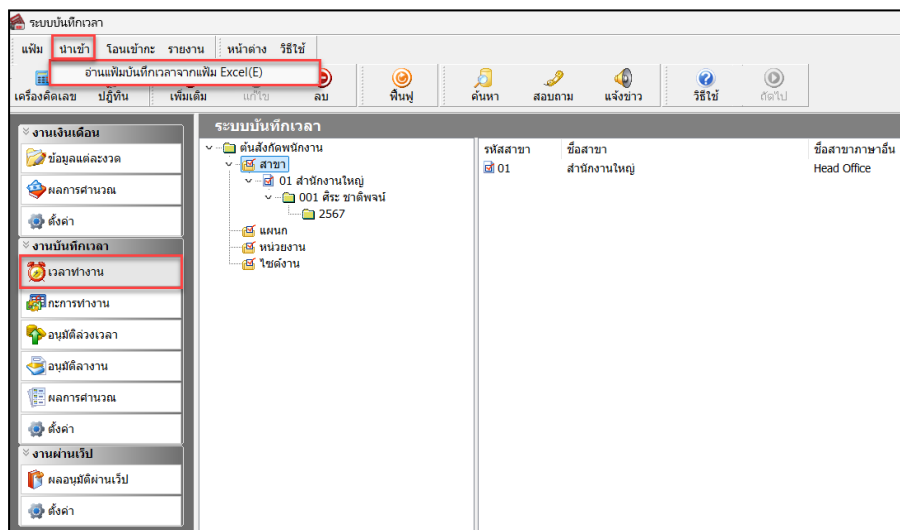 ระบบบันทึกเวลา
แฟ้ม นำเข้า โอนเข้ากะ รายงาน หน้าต่าง วิธีใช้
อ่านแฟ้มบันทึกเวลาจากแฟ้ม Excel(E)
เครื่องคิดเลข ปฏิทิน เพิ่มเติม แก้ไข ลบ ฟื้นฟู ค้นหา สอบถาม แจ้งข่าว วิธีใช้ ถัดไป
งานเงินเดือน
ข้อมูลแต่ละงวด
ผลการคำนวณ
ตั้งค่า
งานบันทึกเวลา
เวลาทำงาน
กะการทำงาน
อนุมัติล่วงเวลา
อนุมัติลางาน
ผลการคำนวณ
ตั้งค่า
งานผ่านเว็ป
ผลอนุมัติผ่านเว็ป
ตั้งค่า
ระบบบันทึกเวลา
ต้นสังกัดพนักงาน
สาขา
01 สำนักงานใหญ่
001 ศิระ ชาติพจน์
2567
แผนก
หน่วยงาน
ไซด์งาน
รหัสสาขา ชื่อสาขา ชื่อสาขาภาษาอื่น
01 สำนักงานใหญ่ Head Office